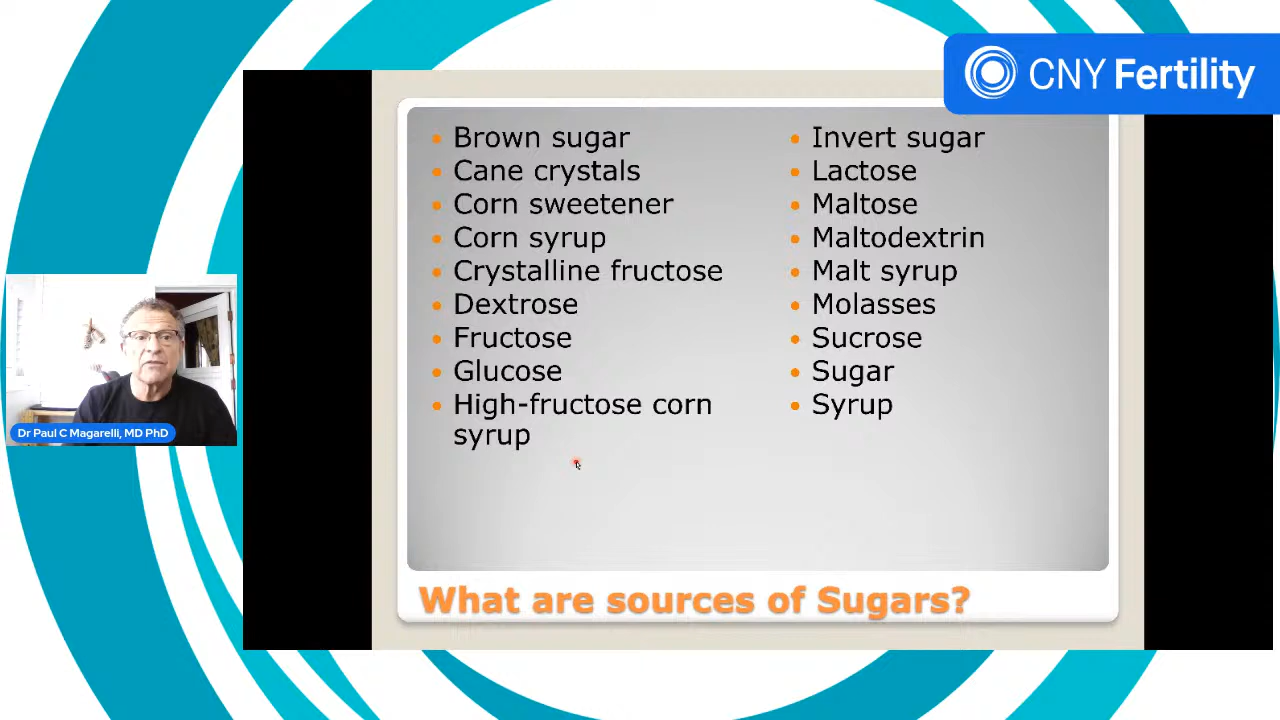 CNY Fertility
Brown sugar
Cane crystals
Corn sweetener
Corn syrup
Crystalline fructose
Dextrose
Fructose
Glucose
High-fructose corn
syrup
Invert sugar
Lactose
Maltose
Maltodextrin
Malt syrup
Molasses
Sucrose
Sugar
Syrup
What are sources of Sugars?
Dr Paul C Magarelli, MD PhD